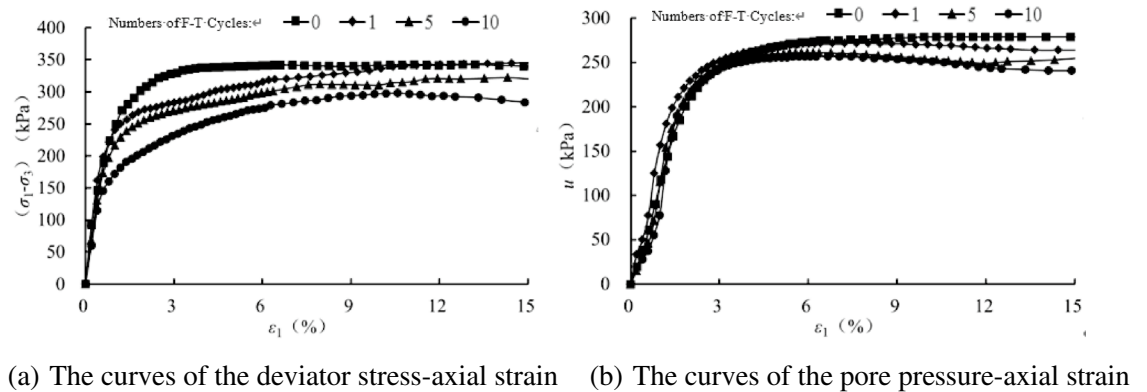 Numbers·of·F-T·Cycles:↵ 0 1 5 10
400
350
300
250
200
150
100
50
0
(σ₁-σ₃) (kPa)
0 3 6 9 12 15
ε₁ (%)
Numbers·of·F-T·Cycles:↵ 0 1 5 10
300
250
200
150
100
50
0
u (kPa)
0 3 6 9 12 15
ε₁ (%)
(a) The curves of the deviator stress-axial strain
(b) The curves of the pore pressure-axial strain